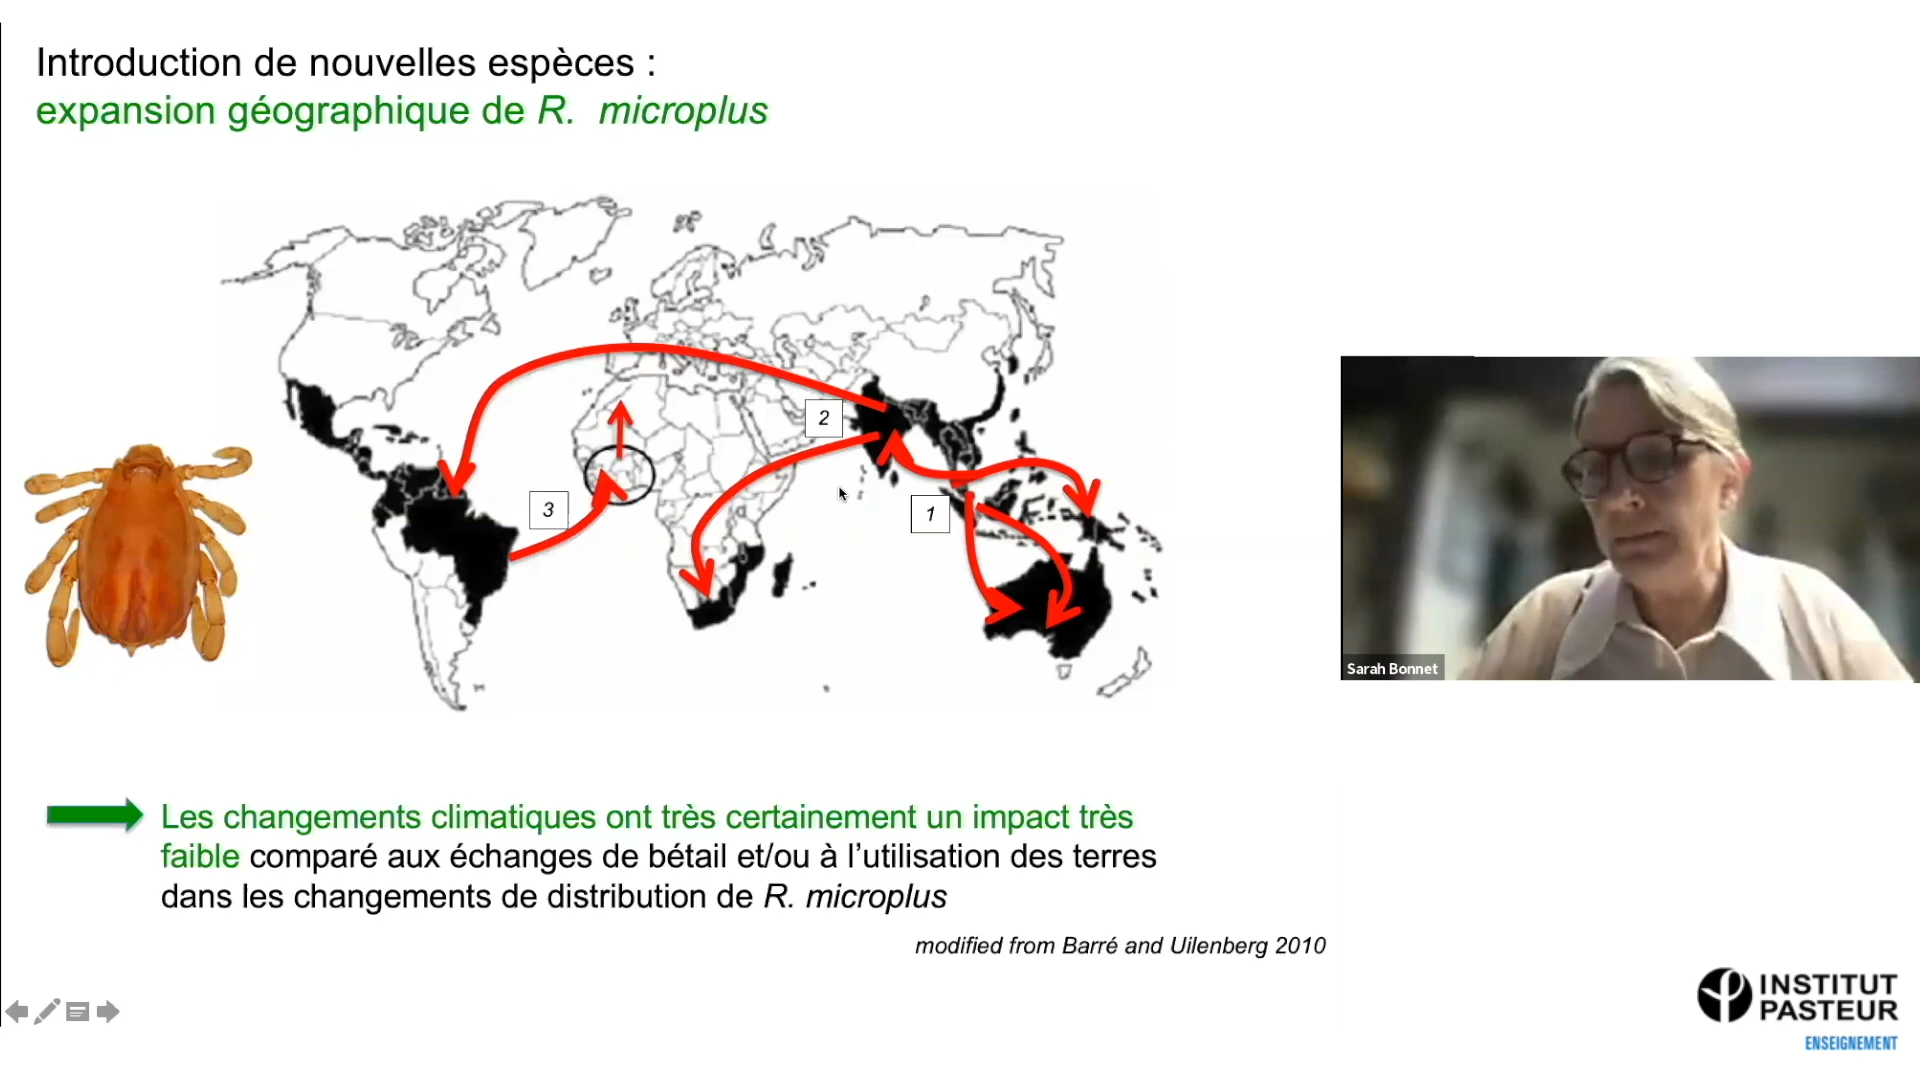 Introduction de nouvelles espèces :
expansion géographique de R. microplus
2
3
1
Sarah Bonnet
Les changements climatiques ont très certainement un impact très
faible comparé aux échanges de bétail et/ou à l’utilisation des terres
dans les changements de distribution de R. microplus
modified from Barré and Uilenberg 2010
INSTITUT
PASTEUR
ENSEIGNEMENT